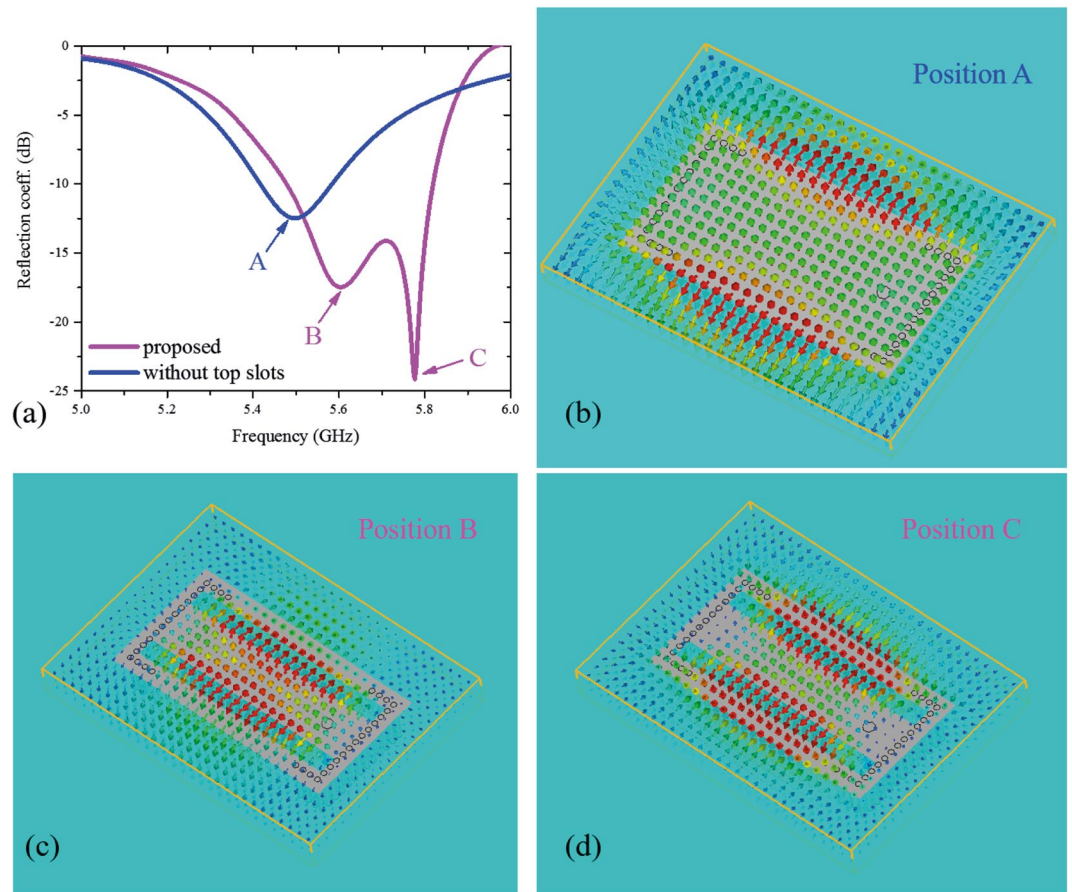 0
-5
-10
-15
-20
-25
5.0 5.2 5.4 5.6 5.8 6.0
Reflection coeff. (dB)
Frequency (GHz)
A
B
C
proposed
without top slots
(a)
Position A
(b)
Position B
(c)
Position C
(d)